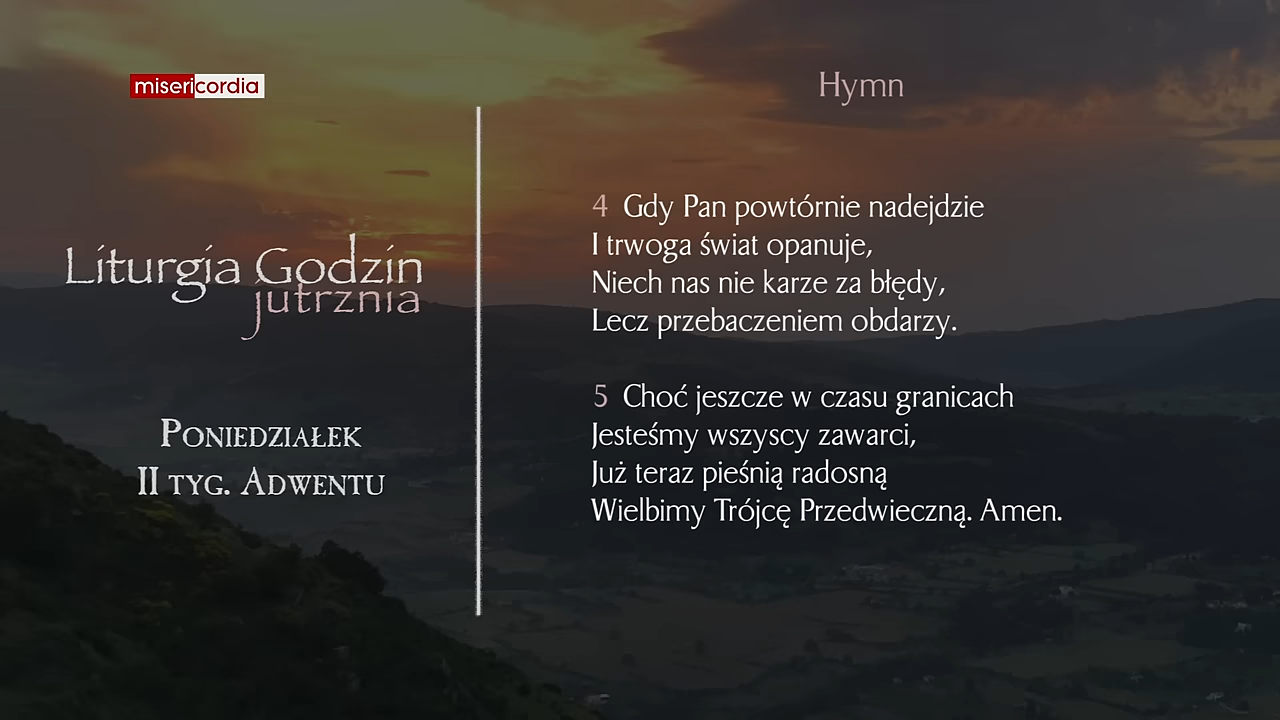 misericordia
Liturgia Godzin
jutrznia
Poniedziałek
II tyg. Adwentu
Hymn
4 Gdy Pan powtórnie nadejdzie
I trwoga świat opanuje,
Niech nas nie karze za błędy,
Lecz przebaczeniem obdarzy.
5 Choć jeszcze w czasu granicach
Jesteśmy wszyscy zawarci,
Już teraz pieśnią radosną
Wielbimy Trójcę Przedwieczną. Amen.